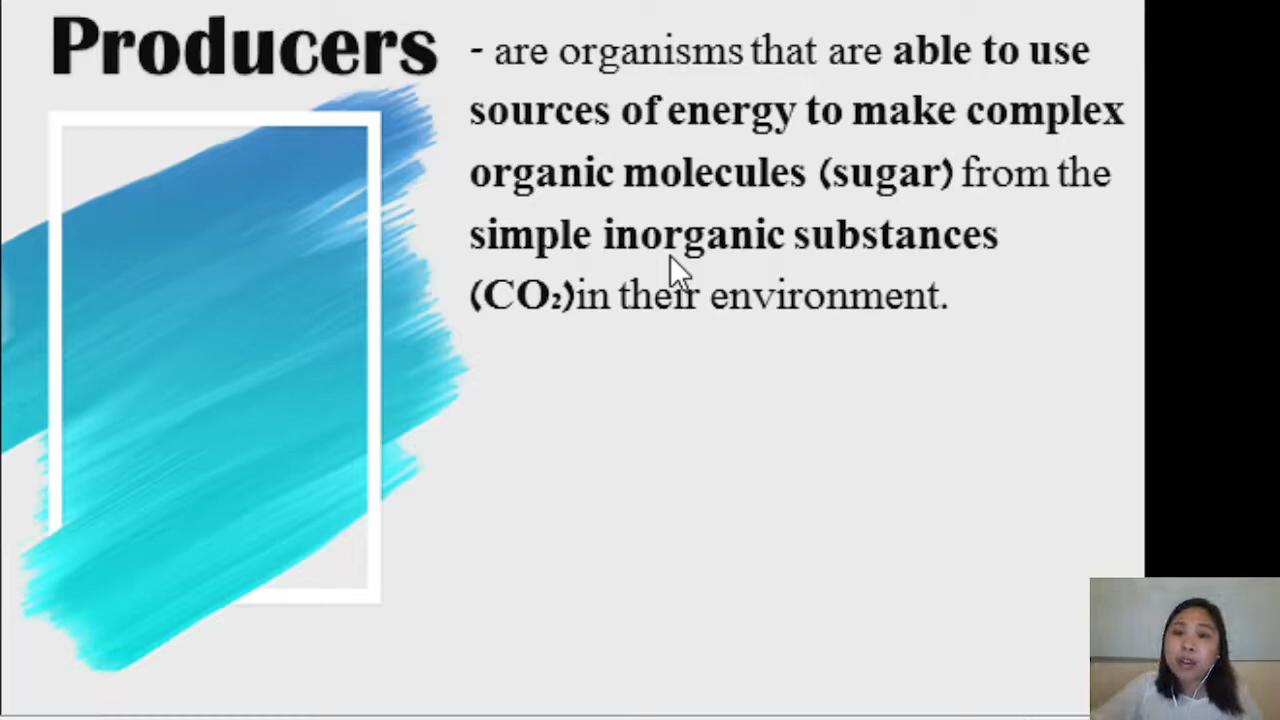 Producers
- are organisms that are able to use
sources of energy to make complex
organic molecules (sugar) from the
simple inorganic substances
(CO₂)in their environment.